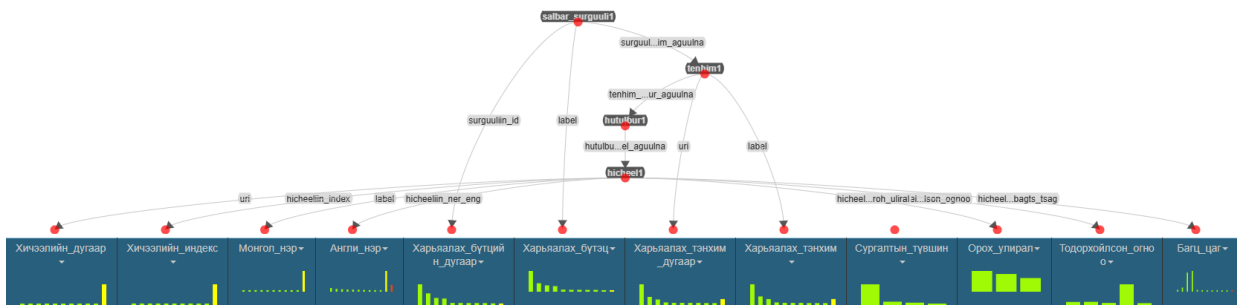 salbar_surguuli1
surguul...im_aguulna
tenhim1
tenhim_...ur_aguulna
hutulbur1
surguuliin_id
label
hutulbu...el_aguulna
uri
label
hicheel1
uri
hicheeliin_index
label
hicheeliin_ner_eng
hicheel...roh_uliral
ai...lson_ognoo
hicheel...bagts_tsag
Хичээлийн_дугаар
Хичээлийн_индекс
Монгол_нэр
Англи_нэр
Харьяалах_бүтций
н_дугаар
Харьяалах_бүтэц
Харьяалах_тэнхим
_дугаар
Харьяалах_тэнхим
Сургалтын_түвшин
Орох_улирал
Тодорхойлсон_огно
о
Багц_цаг